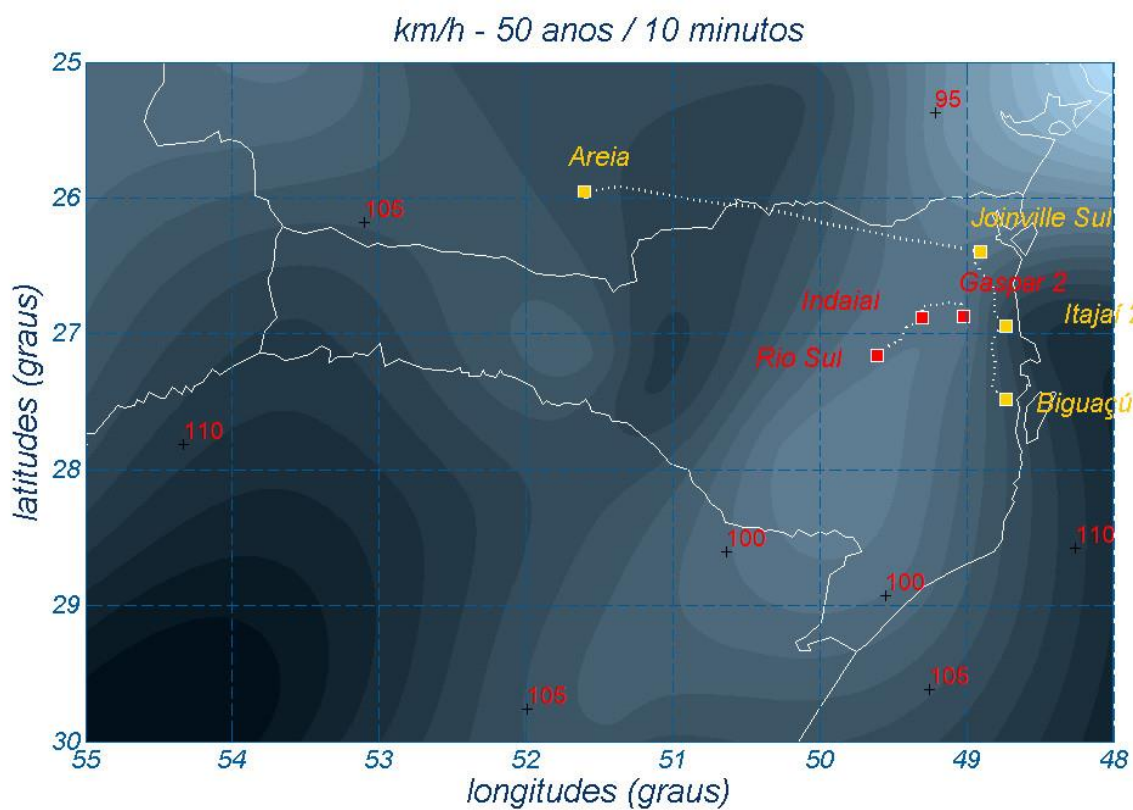 km/h - 50 anos / 10 minutos
25
95
Areia
26
105
Joinville Sul
Gaspar 2
Indaial
Itajaí 2
27
Rio Sul
Biguaçú
110
28
100
110
100
29
105
105
30
55
54
53
52
51
50
49
48
latitudes (graus)
longitudes (graus)